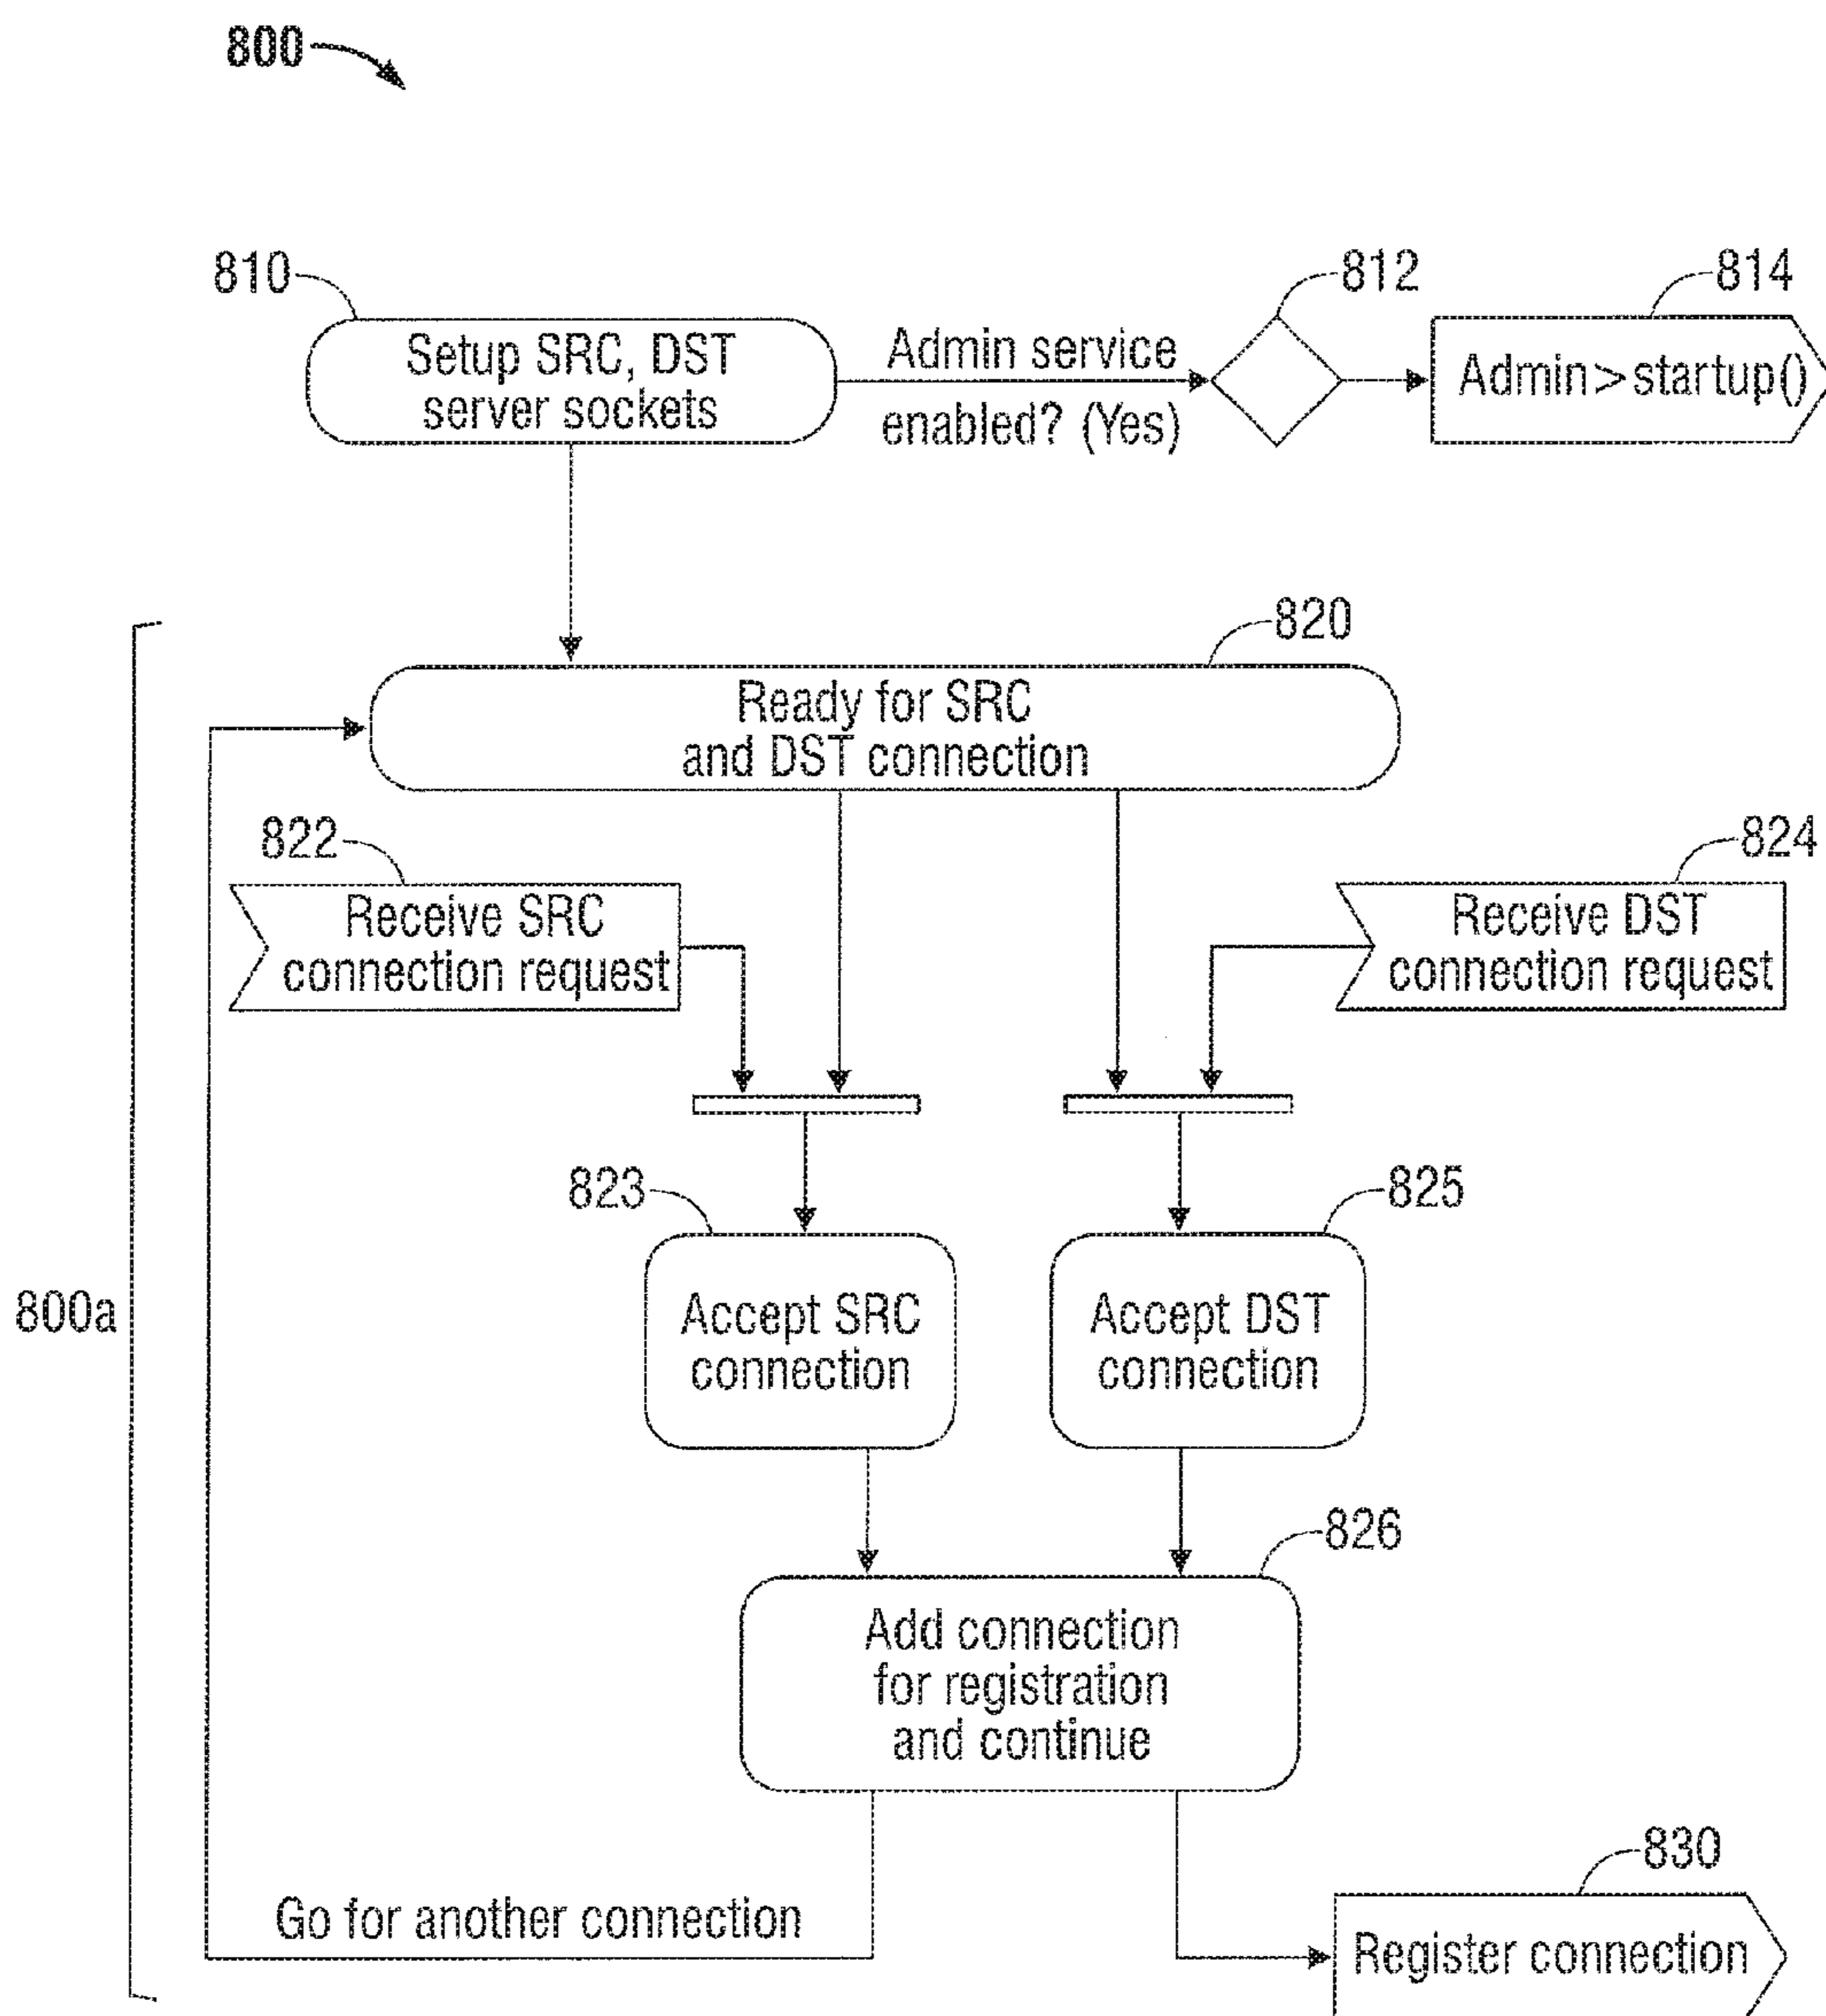 800
810
812
814
Setup SRC, DST
server sockets
Admin service
enabled? (Yes)
Admin>startup()
820
Ready for SRC
and DST connection
822
824
Receive SRC
connection request
Receive DST
connection request
823
825
800a
Accept SRC
connection
Accept DST
connection
826
Add connection
for registration
and continue
830
Go for another connection
Register connection